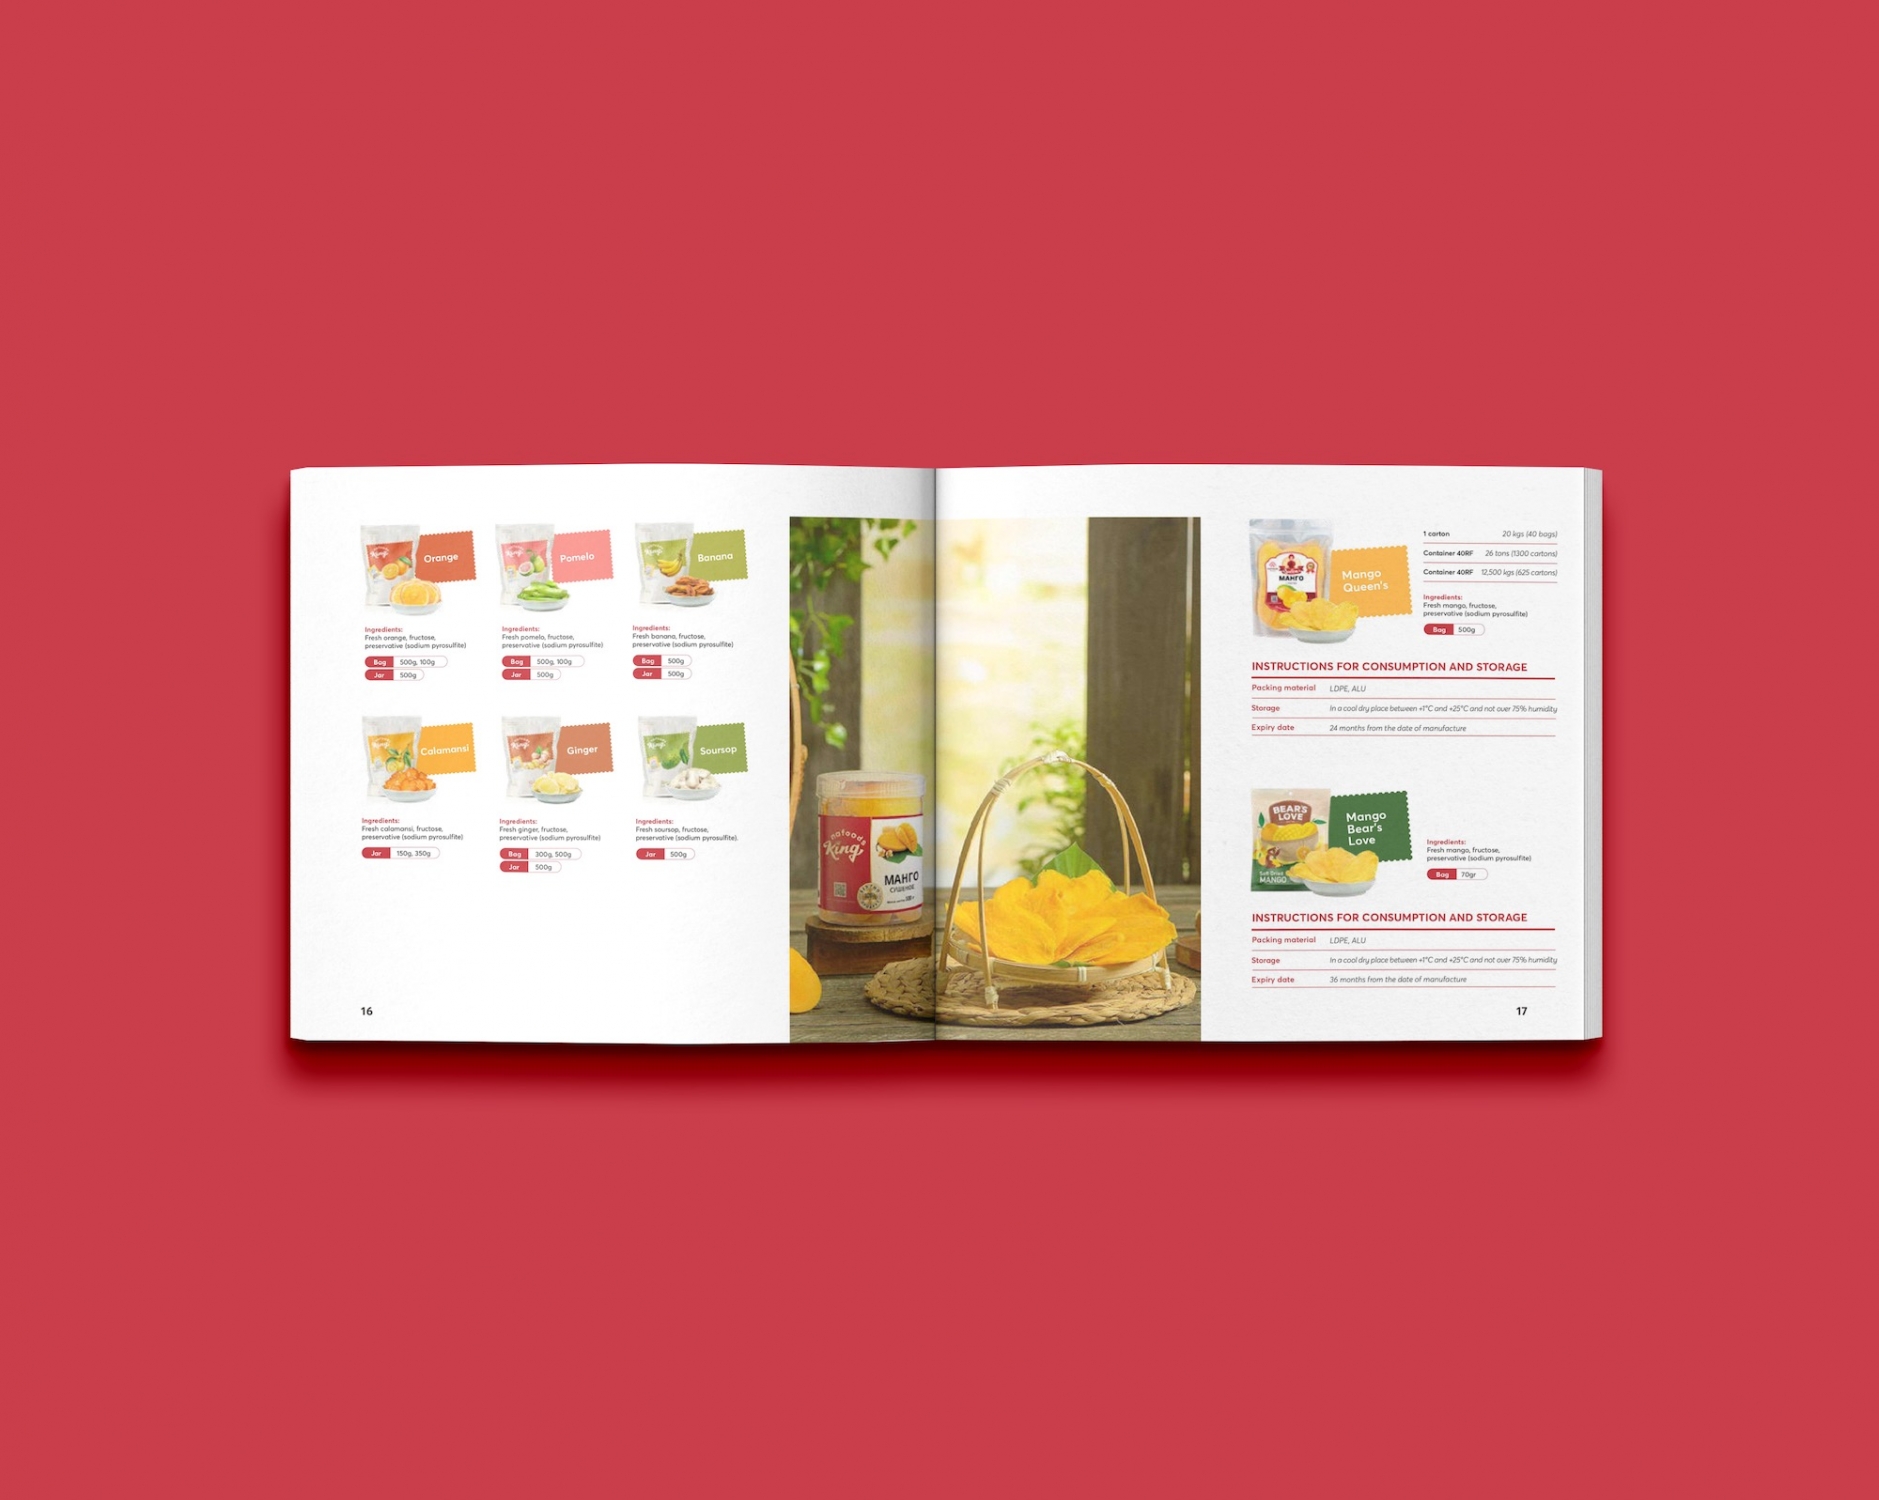 King
Orange
Ingredients:
Fresh orange, fructose,
preservative (sodium pyrosulfite)
Bag 500g, 100g
Jar 500g
King
Pomelo
Ingredients:
Fresh pomelo, fructose,
preservative (sodium pyrosulfite)
Bag 500g, 100g
Jar 500g
King
Banana
Ingredients:
Fresh banana, fructose,
preservative (sodium pyrosulfite)
Bag 500g
Jar 500g
King
Calamansi
Ingredients:
Fresh calamansi, fructose,
preservative (sodium pyrosulfite)
Jar 150g, 350g
King
Ginger
Ingredients:
Fresh ginger, fructose,
preservative (sodium pyrosulfite)
Bag 300g, 500g
Jar 500g
King
Soursop
Ingredients:
Fresh soursop, fructose,
preservative (sodium pyrosulfite).
Jar 500g
16
nafoods
King
МАНГО
СУШЕНОЕ
МАНГО
Mango
Queen's
1 carton 20 kgs (40 bags)
Container 40RF 26 tons (1300 cartons)
Container 40RF 12,500 kgs (625 cartons)
Ingredients:
Fresh mango, fructose,
preservative (sodium pyrosulfite)
Bag 500g
INSTRUCTIONS FOR CONSUMPTION AND STORAGE
Packing material LDPE, ALU
Storage In a cool dry place between +1°C and +25°C and not over 75% humidity
Expiry date 24 months from the date of manufacture
BEAR'S
LOVE
Soft Dried
MANGO
Mango
Bear's
Love
Ingredients:
Fresh mango, fructose,
preservative (sodium pyrosulfite)
Bag 70gr
INSTRUCTIONS FOR CONSUMPTION AND STORAGE
Packing material LDPE, ALU
Storage In a cool dry place between +1°C and +25°C and not over 75% humidity
Expiry date 36 months from the date of manufacture
17